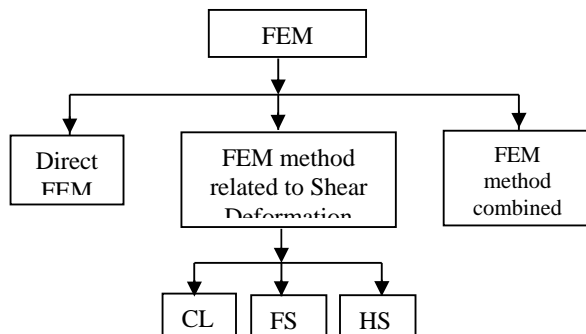 FEM
Direct
FEM
FEM method
related to Shear
Deformation
FEM
method
combined
CL
FS
HS